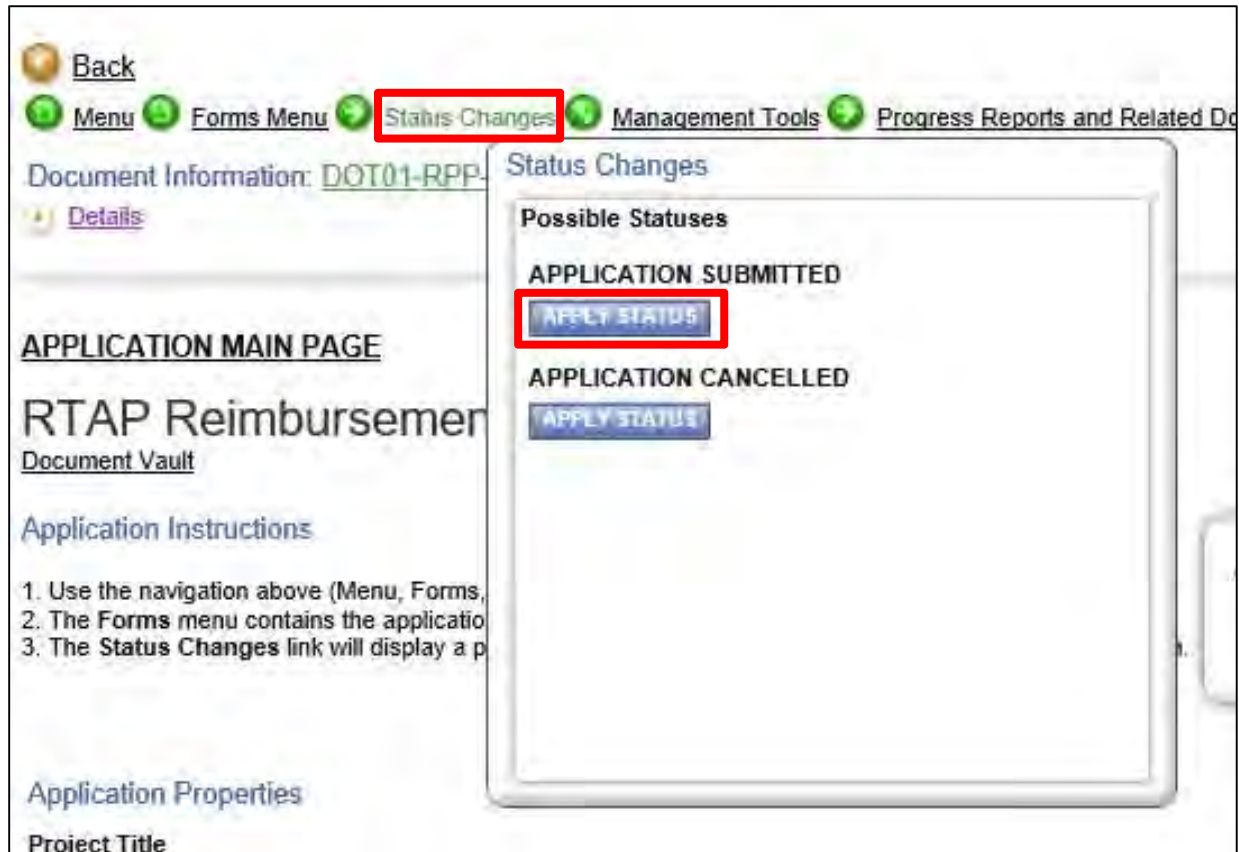 Back
Menu Forms Menu Status Changes Management Tools Progress Reports and Related Do
Document Information: DOT01-RPP-
Details
Status Changes
Possible Statuses
APPLICATION SUBMITTED
APPLY STATUS
APPLICATION CANCELLED
APPLY STATUS
APPLICATION MAIN PAGE
RTAP Reimbursemen
Document Vault
Application Instructions
1. Use the navigation above (Menu, Forms,
2. The Forms menu contains the applicatio
3. The Status Changes link will display a p
Application Properties
Project Title